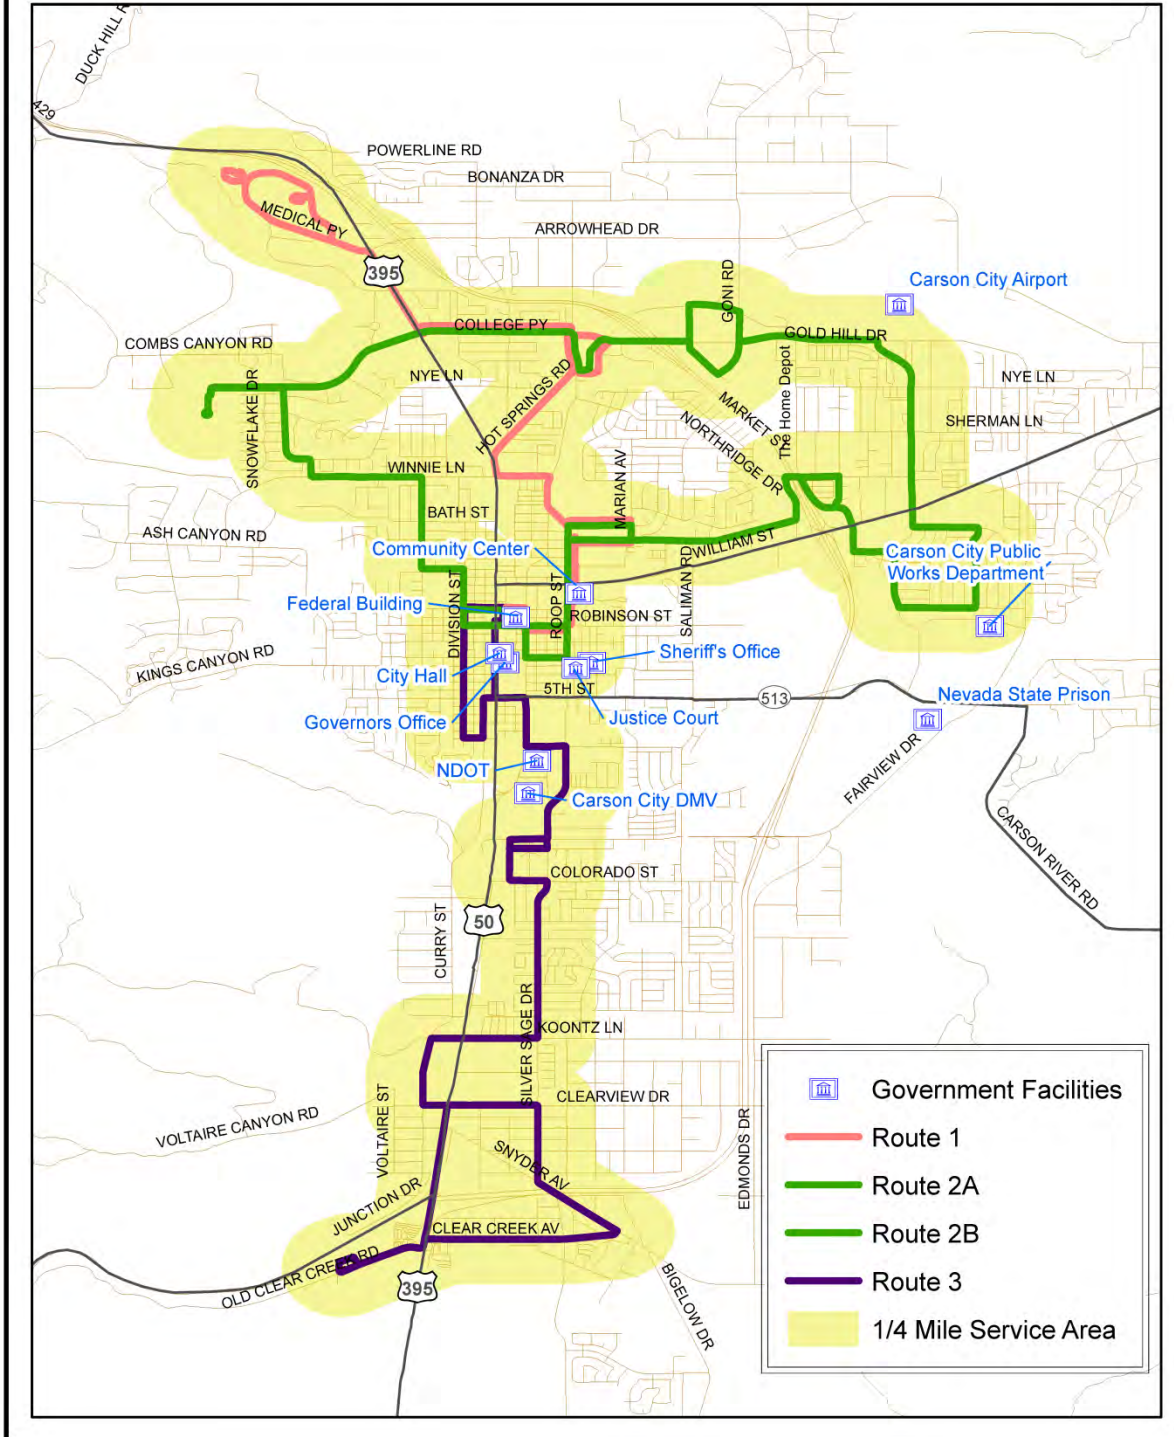 DUCK HILL R
429
POWERLINE RD
BONANZA DR
MEDICAL PY
ARROWHEAD DR
395
GONI RD
Carson City Airport
COLLEGE PY
GOLD HILL DR
COMBS CANYON RD
NYE LN
The Home Depot
NYE LN
SNOWFLAKE DR
HOT SPRINGS RD
MARKET ST
SHERMAN LN
NORTHRIDGE DR
WINNIE LN
MARIAN AV
BATH ST
ASH CANYON RD
WILLIAM ST
Community Center
Carson City Public
Works Department
SALIMAN RD
DIVISION ST
ROOP ST
Federal Building
ROBINSON ST
KINGS CANYON RD
Sheriff's Office
City Hall
5TH ST
513
Nevada State Prison
Governors Office
Justice Court
NDOT
FAIRVIEW DR
Carson City DMV
CARSON RIVER RD
COLORADO ST
50
CURRY ST
SILVER SAGE DR
KOONTZ LN
CLEARVIEW DR
VOLTAIRE ST
VOLTAIRE CANYON RD
EDMONDS DR
SNYDER AV
JUNCTION DR
CLEAR CREEK AV
OLD CLEAR CREEK RD
395
BIGELOW DR
Government Facilities
Route 1
Route 2A
Route 2B
Route 3
1/4 Mile Service Area